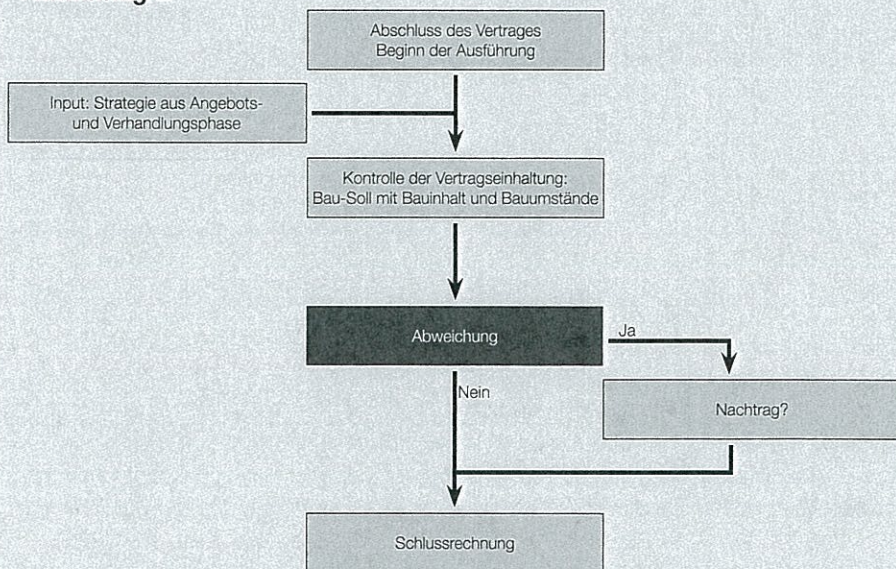 Abschluss des Vertrages
Beginn der Ausführung
Input: Strategie aus Angebots-
und Verhandlungsphase
Kontrolle der Vertragseinhaltung:
Bau-Soll mit Bauinhalt und Bauumstände
Abweichung
Ja
Nein
Nachtrag?
Schlussrechnung